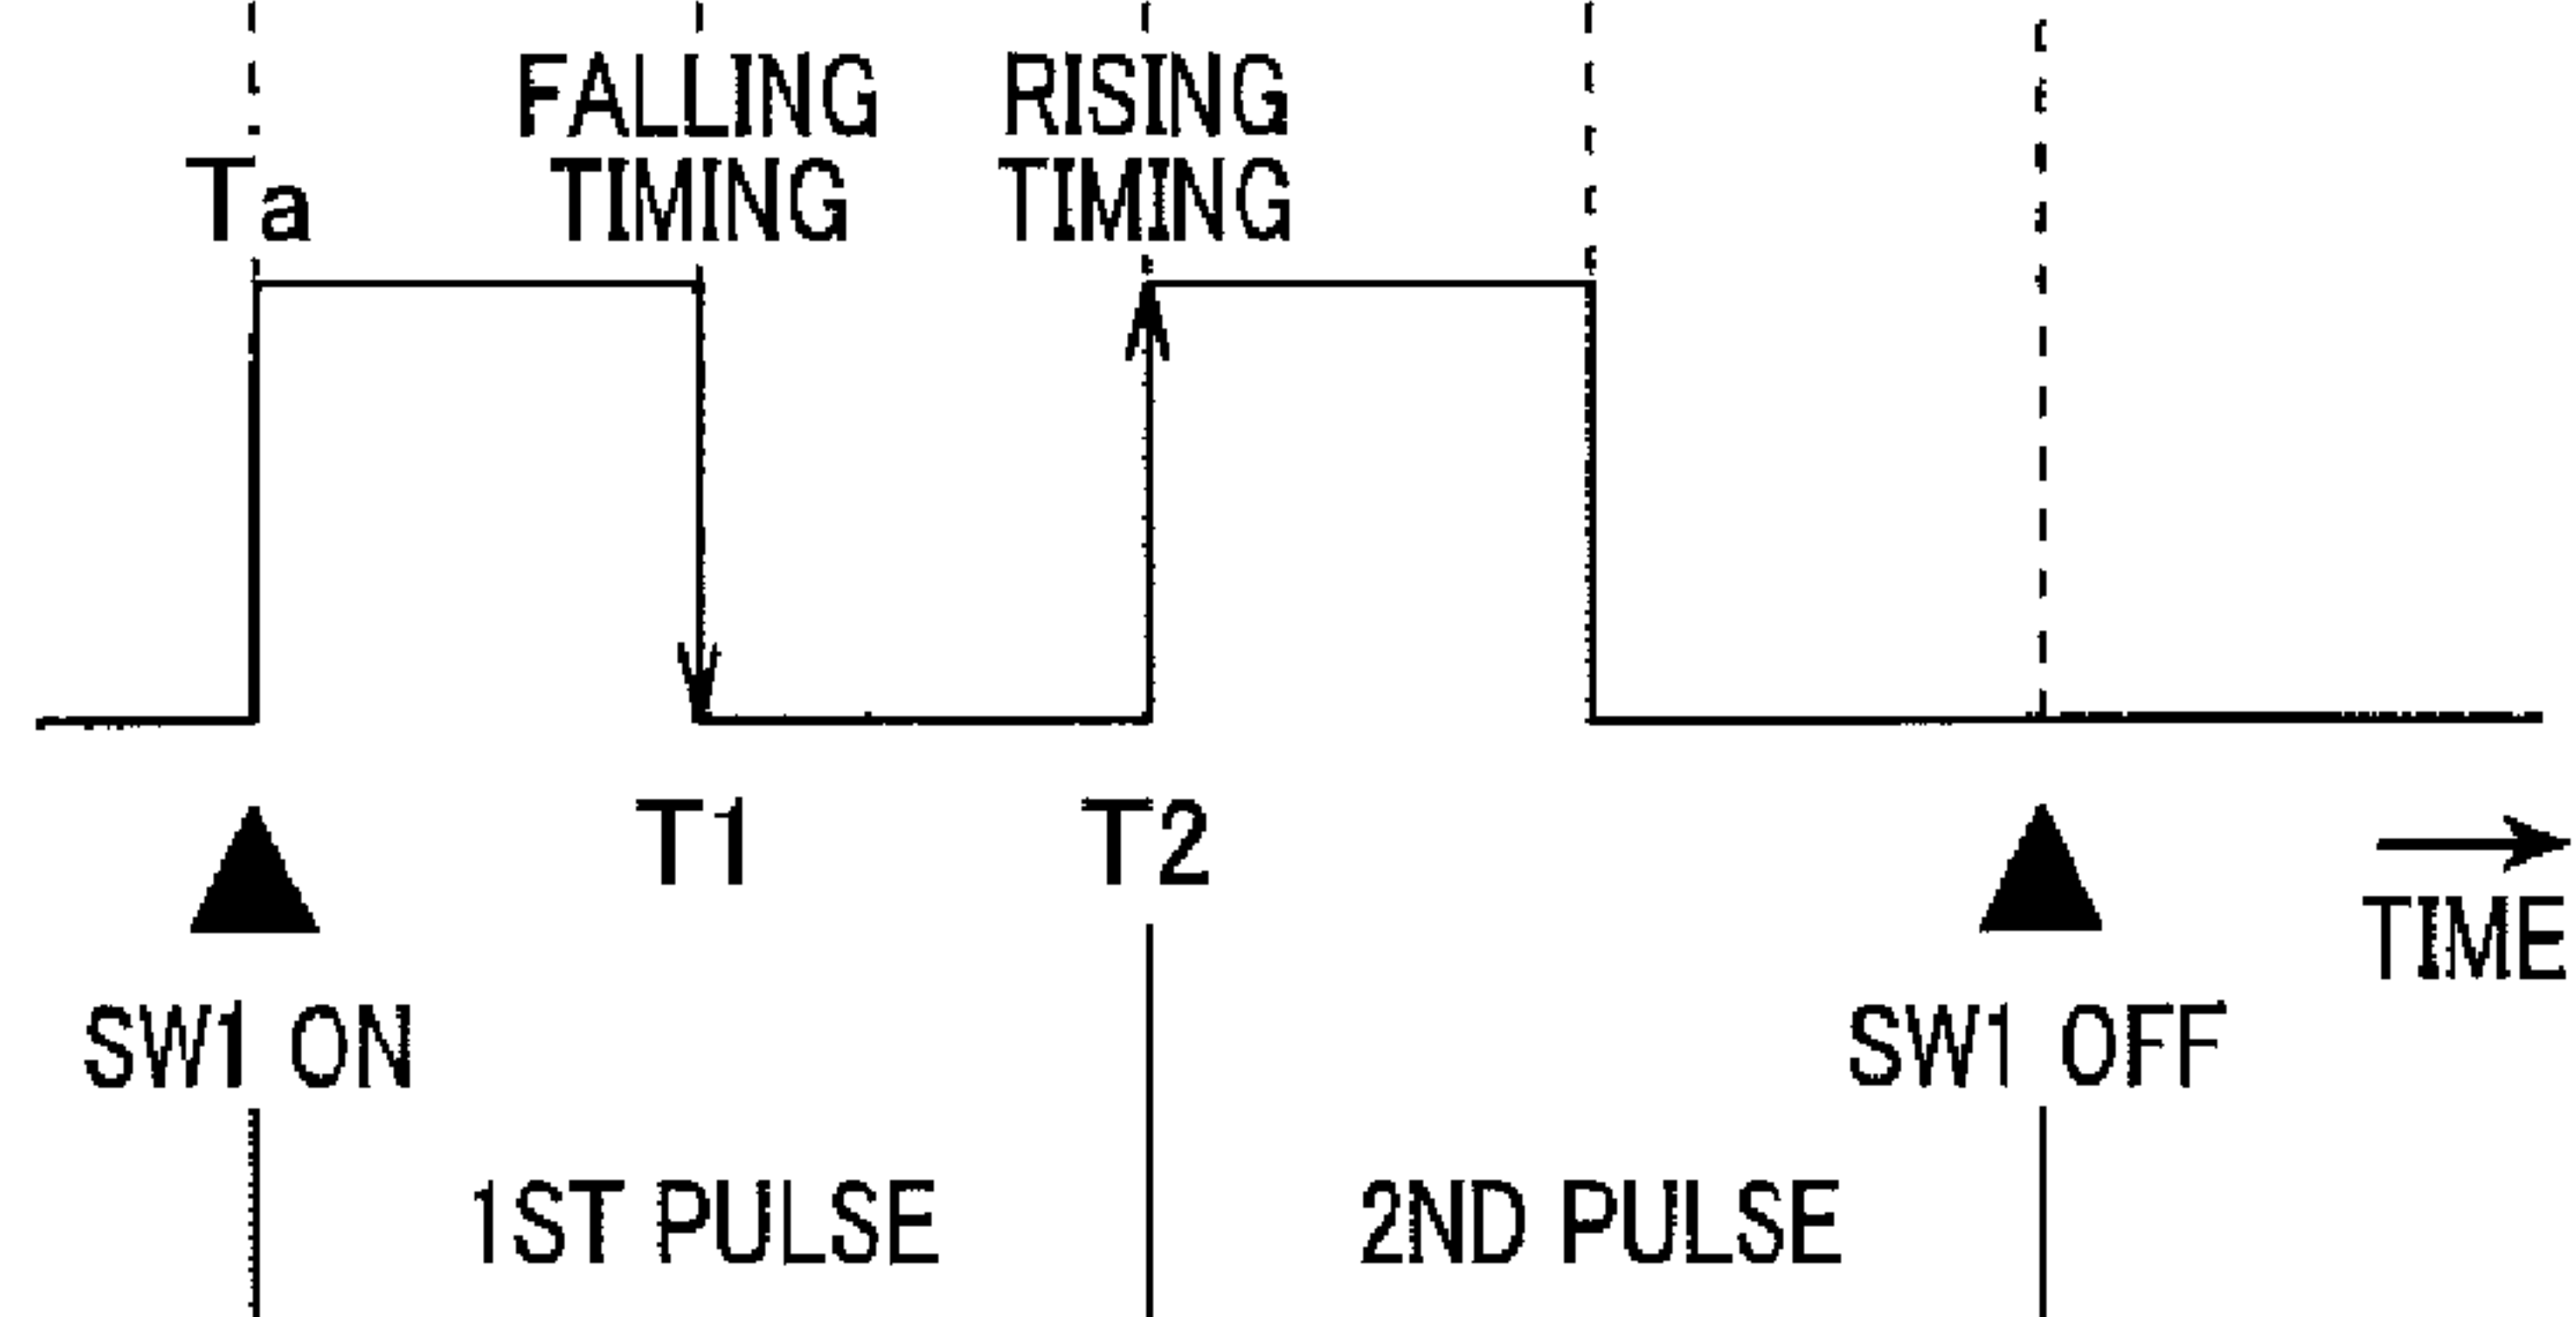 FALLING
TIMING
RISING
TIMING
Ta
T1
T2
TIME
SW1 ON
SW1 OFF
1ST PULSE
2ND PULSE